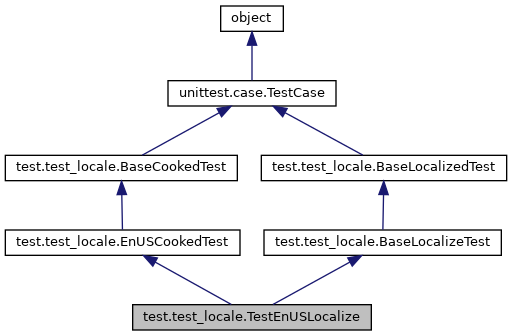 object
unittest.case.TestCase
test.test_locale.BaseCookedTest
test.test_locale.BaseLocalizedTest
test.test_locale.EnUSCookedTest
test.test_locale.BaseLocalizeTest
test.test_locale.TestEnUSLocalize